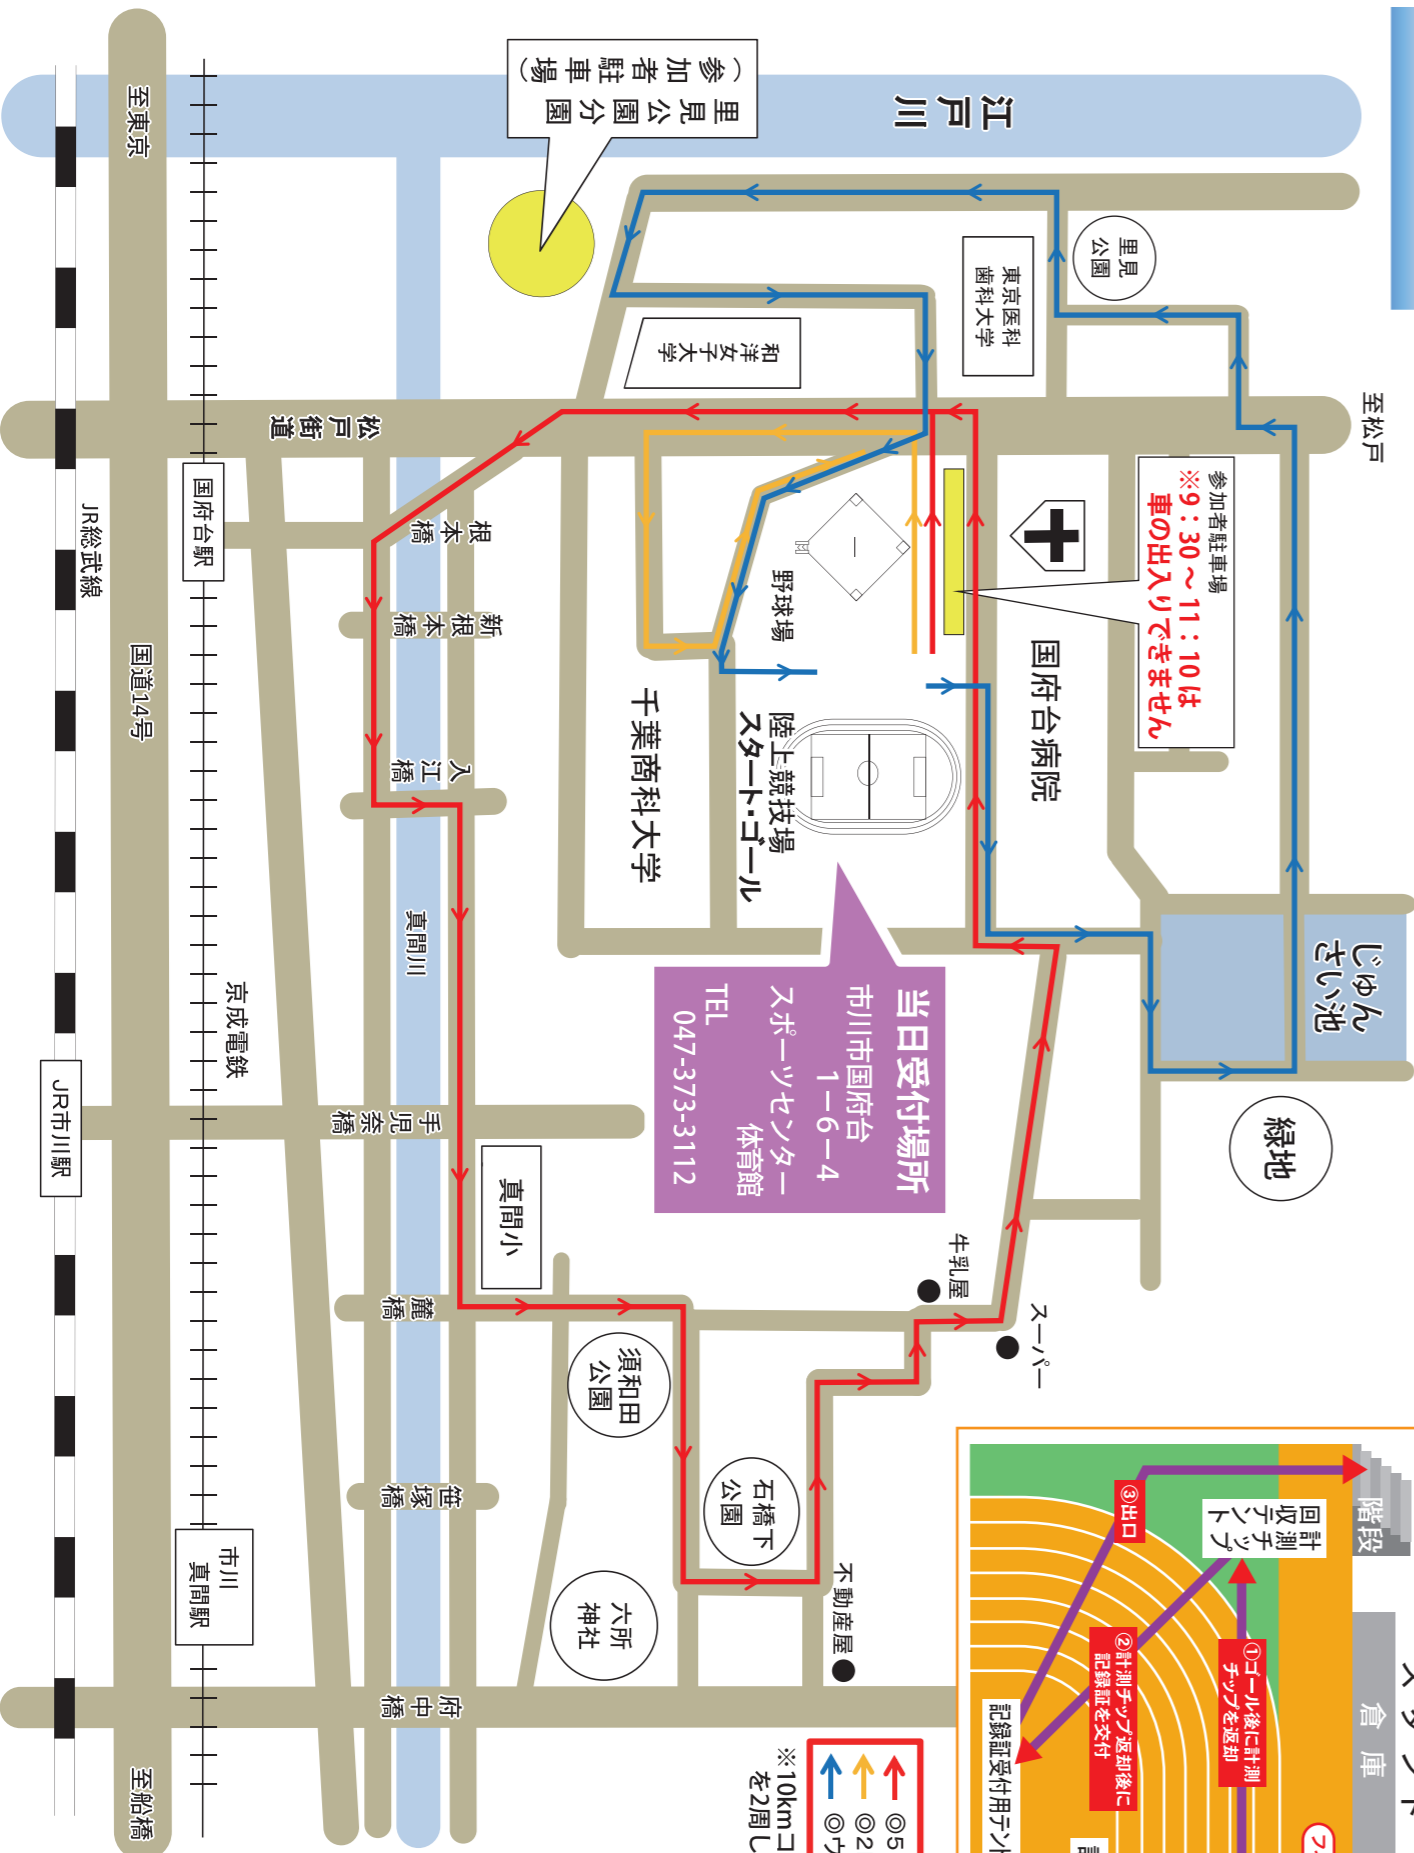 江戸川
里見公園分園
(参加者駐車場)
至東京
里見
公園
東京医科
歯科大学
和洋女子大学
至松戸
松戸街道
参加者駐車場
※9：30～11：10は
車の出入りできません
国府台病院
野球場
陸上競技場
スタート・ゴール
千葉商科大学
国府台駅
JR総武線
国道14号
京成電鉄
根本橋
新根本橋
入江橋
真間川
手児奈橋
麓橋
笹塚橋
府中橋
じゅん
さい池
緑地
当日受付場所
市川市国府台
1－6－4
スポーツセンター
体育館
TEL
047-373-3112
JR市川駅
真間小
牛乳屋
スーパー
須和田
公園
石橋下
公園
六所
神社
不動産屋
市川
真間駅
至船橋
階段
倉庫
計測チップ
回収テント
③出口
①ゴール後に計測
チップを返却
②計測チップ返却後に
記録証を交付
記録証受付用テント
◎5
◎2
◎ウ
※10kmコ
を2周し